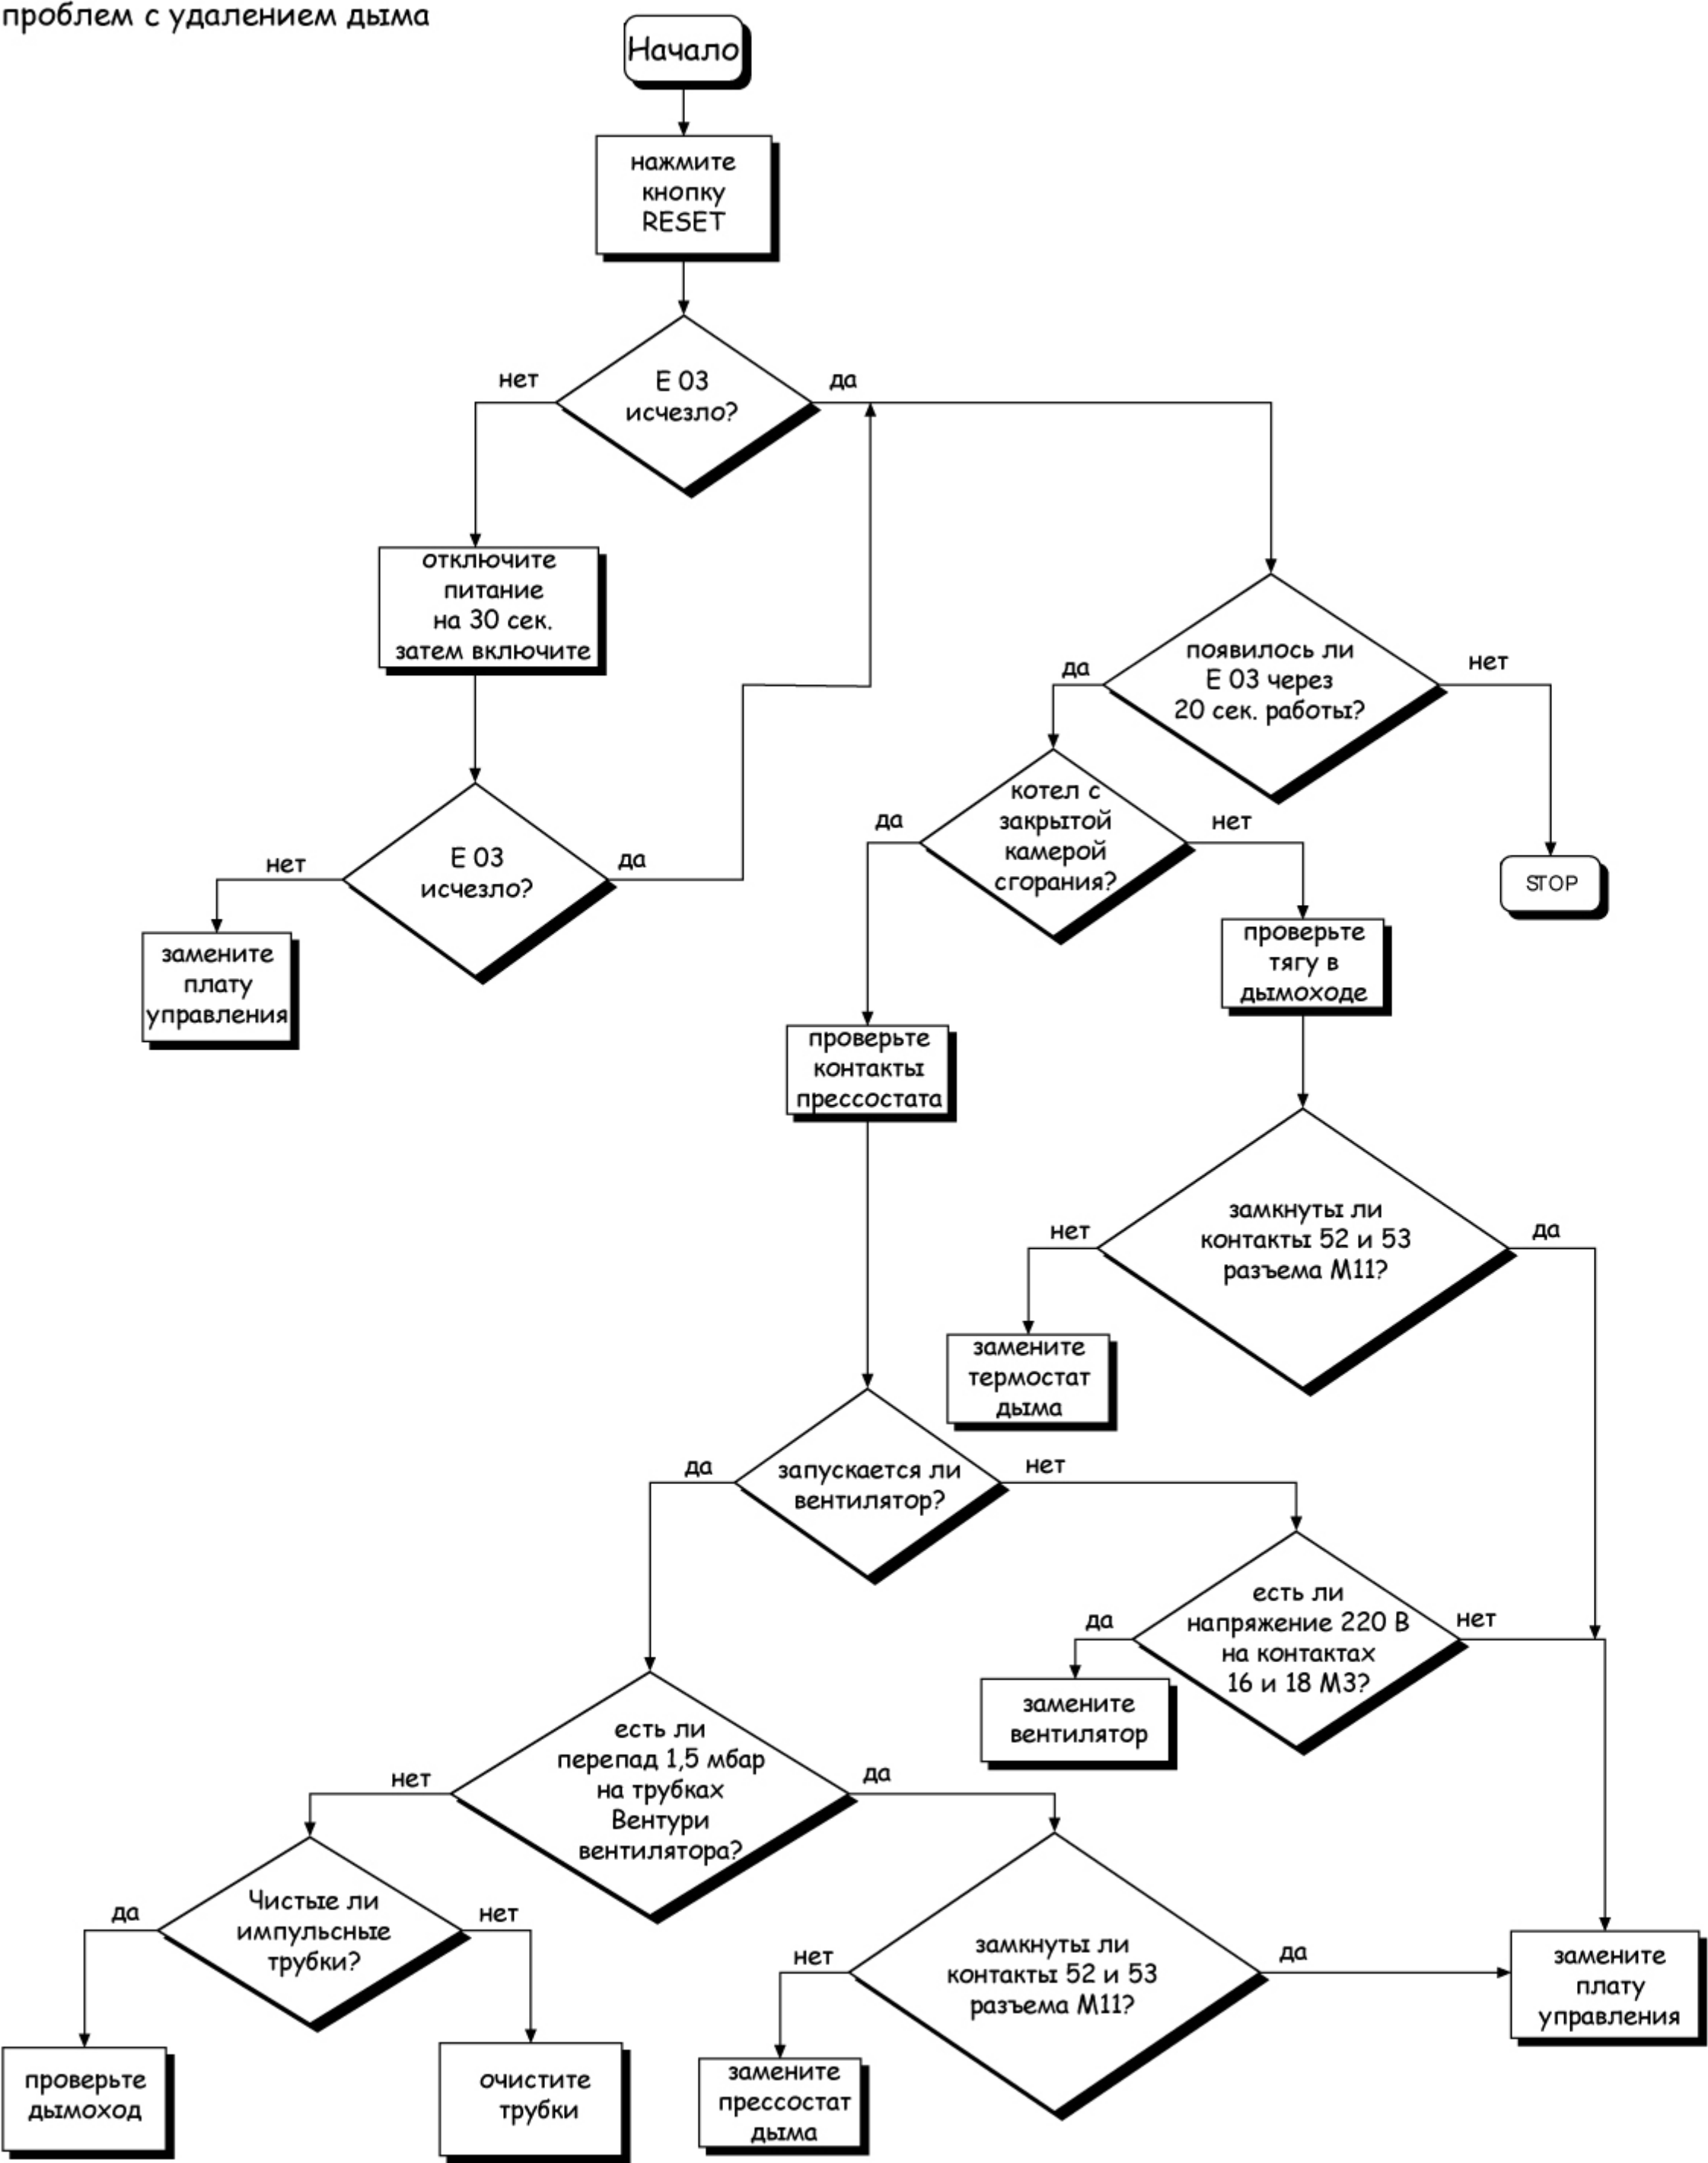 проблем с удалением дыма
Начало
нажмите
кнопку
RESET
Е 03
исчезло?
нет
да
отключите
питание
на 30 сек.
затем включите
появилось ли
Е 03 через
20 сек. работы?
да
нет
котел с
закрытой
камерой
сгорания?
да
нет
STOP
Е 03
исчезло?
нет
да
замените
плату
управления
проверьте
тягу в
дымоходе
проверьте
контакты
прессостата
замкнуты ли
контакты 52 и 53
разъема М11?
нет
да
замените
термостат
дыма
запускается ли
вентилятор?
да
нет
есть ли
напряжение 220 В
на контактах
16 и 18 М3?
да
нет
замените
вентилятор
есть ли
перепад 1,5 мбар
на трубках
Вентури
вентилятора?
нет
да
Чистые ли
импульсные
трубки?
да
нет
замкнуты ли
контакты 52 и 53
разъема М11?
нет
да
замените
плату
управления
проверьте
дымоход
очистите
трубки
замените
прессостат
дыма